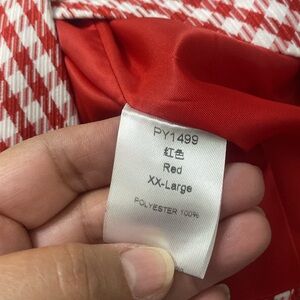 PY1499
红色
Red
XX-Large
POLYESTER 100%